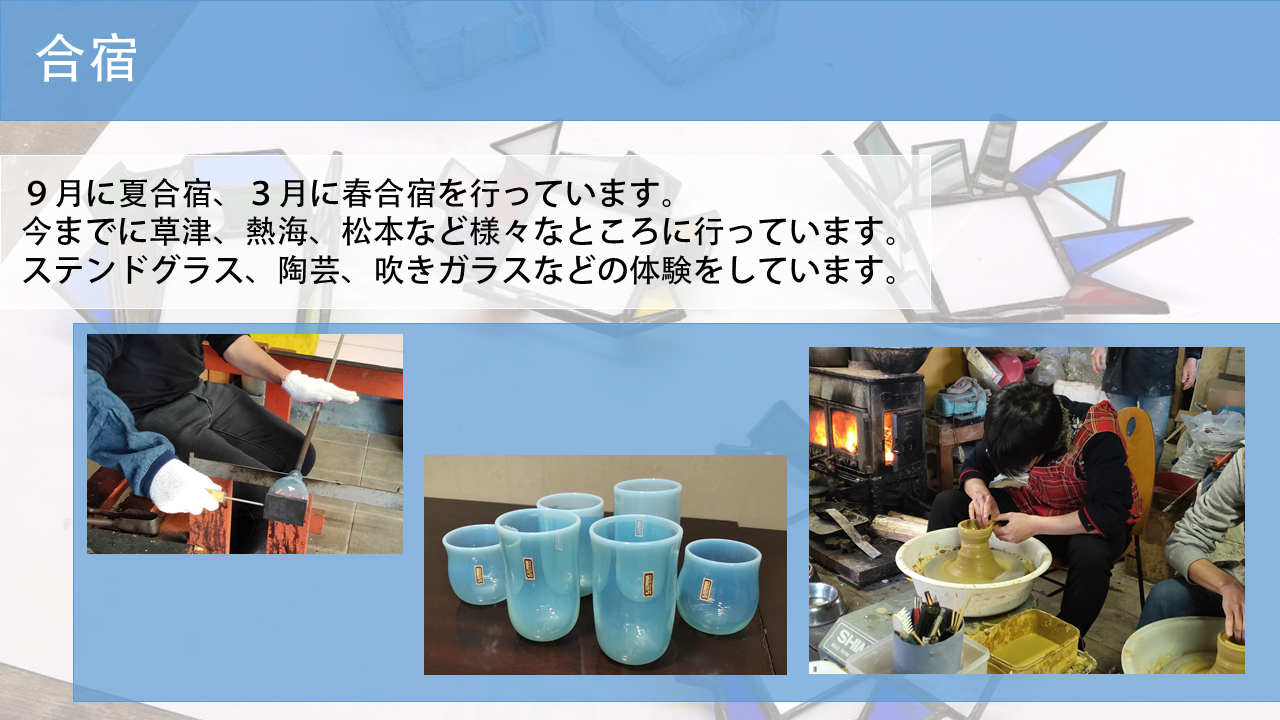 合宿
９月に夏合宿、３月に春合宿を行っています。
今までに草津、熱海、松本など様々なところに行っています。
ステンドグラス、陶芸、吹きガラスなどの体験をしています。